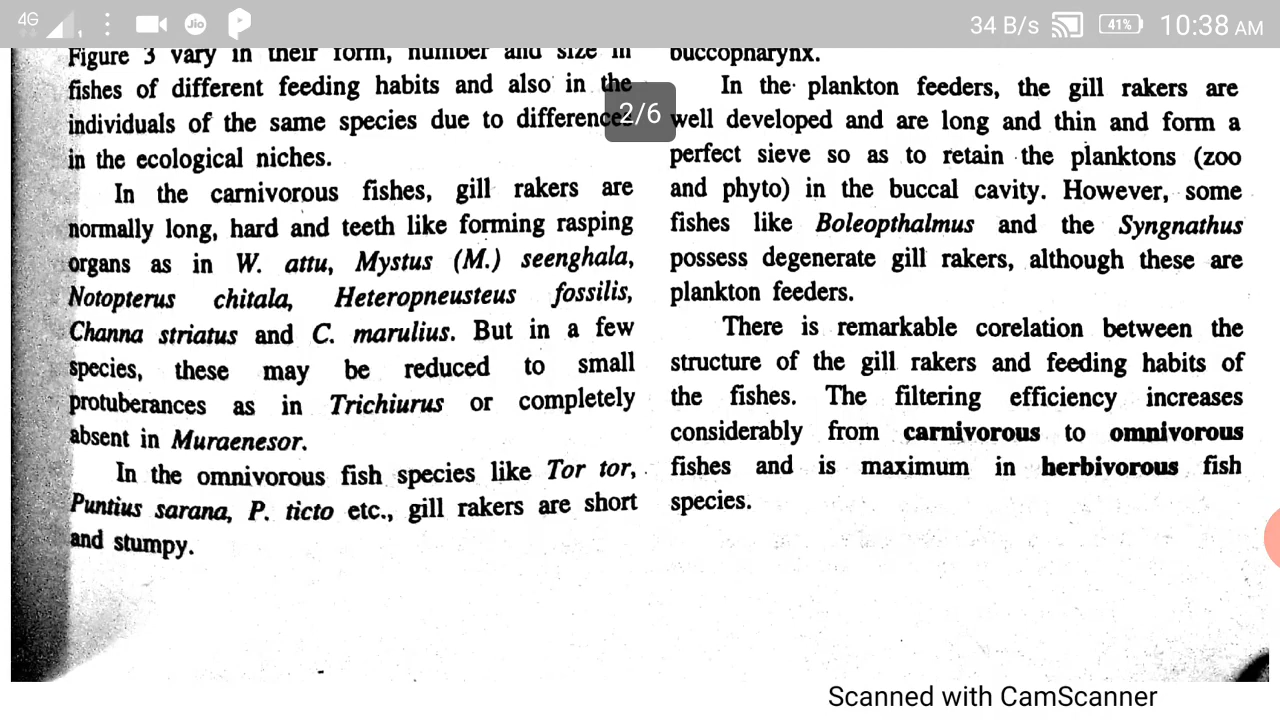 4G
Jio
34 B/s
41%
10:38 AM
Figure 3 vary in their form, number and size in
fishes of different feeding habits and also in the
individuals of the same species due to differences
in the ecological niches.
In the carnivorous fishes, gill rakers are
normally long, hard and teeth like forming rasping
organs as in W. attu, Mystus (M.) seenghala,
Notopterus chitala, Heteropneusteus fossilis,
Channa striatus and C. marulius. But in a few
species, these may be reduced to small
protuberances as in Trichiurus or completely
absent in Muraenesor.
In the omnivorous fish species like Tor tor,
Puntius sarana, P. ticto etc., gill rakers are short
and stumpy.
2/6
buccopharynx.
In the plankton feeders, the gill rakers are
well developed and are long and thin and form a
perfect sieve so as to retain the planktons (zoo
and phyto) in the buccal cavity. However, some
fishes like Boleopthalmus and the Syngnathus
possess degenerate gill rakers, although these are
plankton feeders.
There is remarkable corelation between the
structure of the gill rakers and feeding habits of
the fishes. The filtering efficiency increases
considerably from carnivorous to omnivorous
fishes and is maximum in herbivorous fish
species.
Scanned with CamScanner